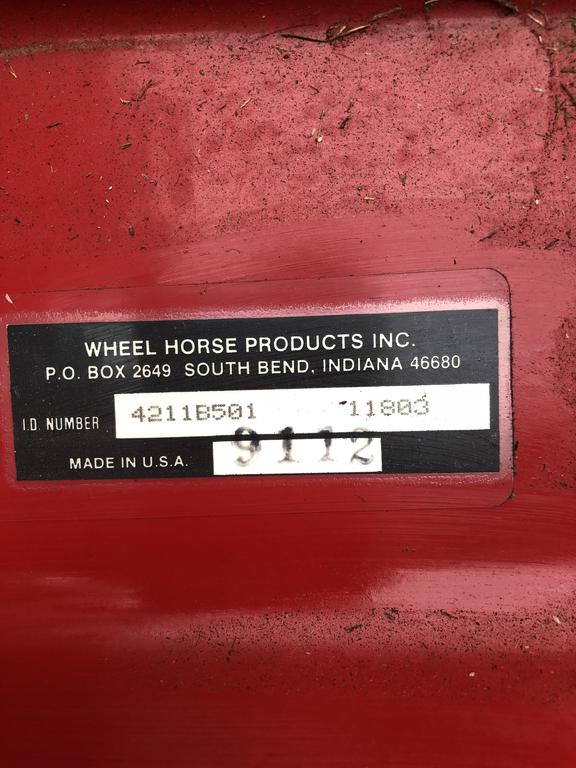 WHEEL HORSE PRODUCTS INC.
P.O. BOX 2649 SOUTH BEND, INDIANA 46680
I.D. NUMBER 4211B501 11803
MADE IN U.S.A. 9112